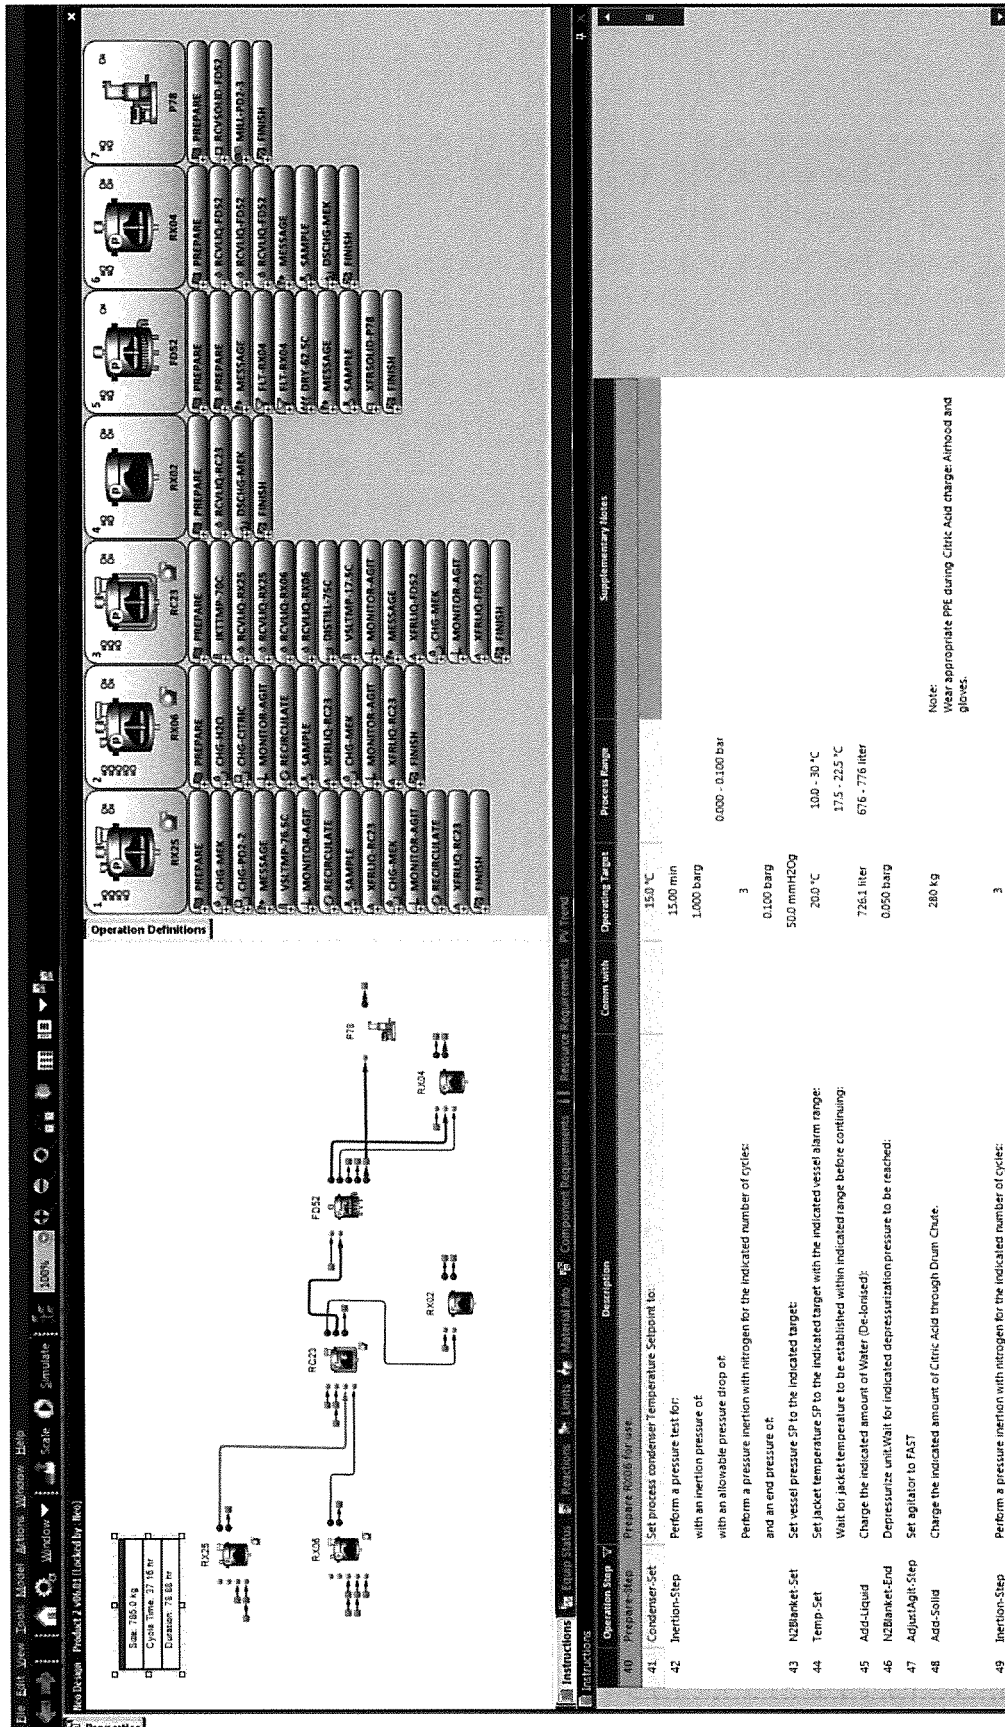 File Edit View Tools Model Actions Window Help
Window Scale Simulate 100%
Neo Design - Product 2 v06.01 [Locked by: Neo]
Size: 785.0 kg
Cycle Time: 37.16 hr
Duration: 78.88 hr
RX25
RX06
RC23
RX02
FD52
RX04
P78
Operation Definitions
1
RX25
PREPARE
CHG-PD2-2
MESSAGE
VSLTMP-76.5C
MONITOR-AGIT
RECIRCULATE
SAMPLE
XFRLIQ-RC23
CHG-MEK
MONITOR-AGIT
RECIRCULATE
XFRLIQ-RC23
FINISH
2
RX06
PREPARE
CHG-H2O
CHG-CITRIC
MONITOR-AGIT
RECIRCULATE
SAMPLE
XFRLIQ-RC23
CHG-MEK
MONITOR-AGIT
XFRLIQ-RC23
FINISH
3
RC23
PREPARE
JKTTMP-70C
RCVLIQ-RX25
RCVLIQ-RX25
RCVLIQ-RX06
RCVLIQ-RX06
DISTILL-75C
VSLTMP-17.5C
MONITOR-AGIT
MESSAGE
XFRLIQ-FD52
CHG-MEK
MONITOR-AGIT
XFRLIQ-FD52
FINISH
4
RX02
PREPARE
RCVLIQ-RC23
DSCHG-MEK
FINISH
5
FD52
PREPARE
PREPARE
MESSAGE
FLT-RX04
FLT-RX04
DRY-62.5C
MESSAGE
SAMPLE
XFRSOLID-P78
FINISH
6
RX04
PREPARE
RCVLIQ-FD52
RCVLIQ-FD52
RCVLIQ-FD52
MESSAGE
SAMPLE
DSCHG-MEK
FINISH
7
P78
PREPARE
RCVSOLID-FD52
MILL-PD2-3
FINISH
Instructions Equip Status Reactions Limits Material Info Component Requirements Resource Requirements PV Trend
Instructions
Operation Step Description Comm with Operating Target Process Range Supplementary Notes
40 Prepare-Step Prepare RX06 for use
41 Condenser-Set Set process condenser Temperature Setpoint to: 15.0 °C
42 Inertion-Step Perform a pressure test for: 15.00 min
with an inertion pressure of: 1.000 barg
with an allowable pressure drop of: 0.000 - 0.100 bar
Perform a pressure inertion with nitrogen for the indicated number of cycles: 3
and an end pressure of: 0.100 barg
43 N2Blanket-Set Set vessel pressure SP to the indicated target: 50.0 mmH2Og
44 Temp-Set Set jacket temperature SP to the indicated target with the indicated vessel alarm range: 20.0 °C 10.0 - 30 °C
Wait for jacket temperature to be established within indicated range before continuing: 17.5 - 22.5 °C
45 Add-Liquid Charge the indicated amount of Water (De-Ionised): 726.1 liter 676 - 776 liter
46 N2Blanket-End Depressurize unit.Wait for indicated depressurization pressure to be reached: 0.050 barg
47 AdjustAgit-Step Set agitator to FAST
48 Add-Solid Charge the indicated amount of Citric Acid through Drum Chute. 280 kg Note:
Wear appropriate PPE during Citric Acid charge: Airhood and
gloves.
49 Inertion-Step Perform a pressure inertion with nitrogen for the indicated number of cycles: 3